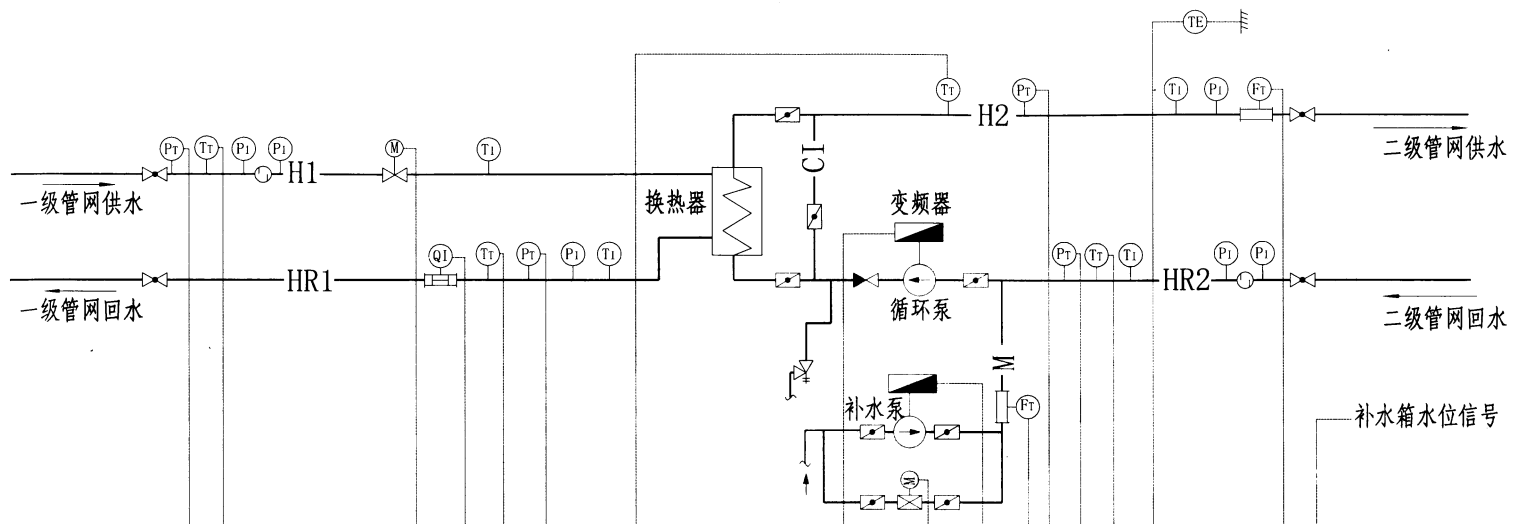 TE
TT
PT
H2
TI
PI
FT
二级管网供水
PT
TT
PI
PI
H1
M
TI
CI
一级管网供水
换热器
变频器
QI
TT
PT
PI
TI
HR1
PT
TT
TI
HR2
PI
PI
一级管网回水
循环泵
二级管网回水
M
补水泵
FT
补水箱水位信号
M